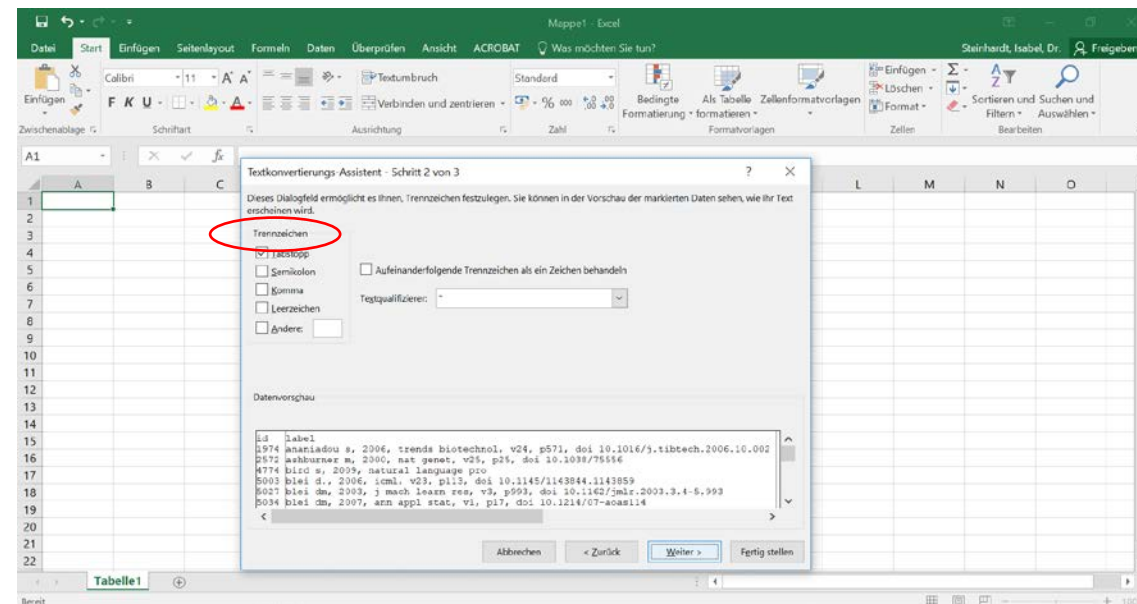 Mappe1 - Excel
Datei Start Einfügen Seitenlayout Formeln Daten Überprüfen Ansicht ACROBAT Was möchten Sie tun? Steinhardt, Isabel, Dr. Freigeben
Calibri 11 A A Textumbruch Standard Einfügen Σ
Einfügen F K U A Verbinden und zentrieren % 000 Bedingte Als Tabelle Zellenformatvorlagen Löschen Sortieren und Suchen und
Formatierung formatieren Format Filtern Auswählen
Zwischenablage Schriftart Ausrichtung Zahl Formatvorlagen Zellen Bearbeiten
A1 fx
Textkonvertierungs-Assistent - Schritt 2 von 3 ? ×
A B C L M N O
Dieses Dialogfeld ermöglicht es Ihnen, Trennzeichen festzulegen. Sie können in der Vorschau der markierten Daten sehen, wie Ihr Text
erscheinen wird.
1
2
3
4
5
6
7
8
9
10
11
12
13
14
15
16
17
18
19
20
21
22
Trennzeichen
Tabstopp
Semikolon
Komma
Leerzeichen
Andere:
Aufeinanderfolgende Trennzeichen als ein Zeichen behandeln
Textqualifizierer: "
Datenvorschau
id label
1974 ananiadou s, 2006, trends biotechnol, v24, p571, doi 10.1016/j.tibtech.2006.10.002
2572 ashburner m, 2000, nat genet, v25, p25, doi 10.1038/75556
4774 bird s, 2009, natural language pro
5003 blei d., 2006, icml, v23, p113, doi 10.1145/1143844.1143859
5027 blei dm, 2003, j mach learn res, v3, p993, doi 10.1162/jmlr.2003.3.4-5.993
5034 blei dm, 2007, ann appl stat, v1, p17, doi 10.1214/07-aoas114
Abbrechen < Zurück Weiter > Fertig stellen
Tabelle1
Bereit